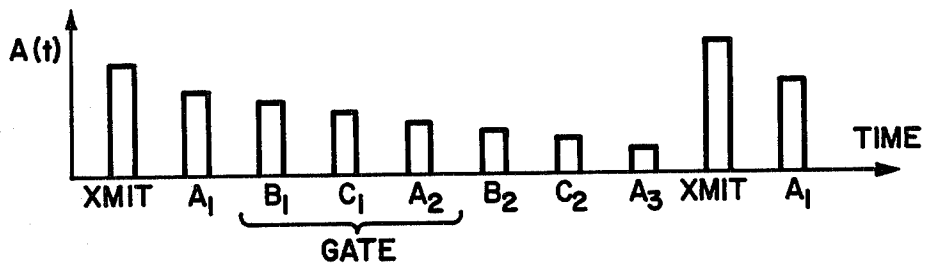 A(t)
TIME
XMIT A₁ B₁ C₁ A₂ B₂ C₂ A₃ XMIT A₁
GATE